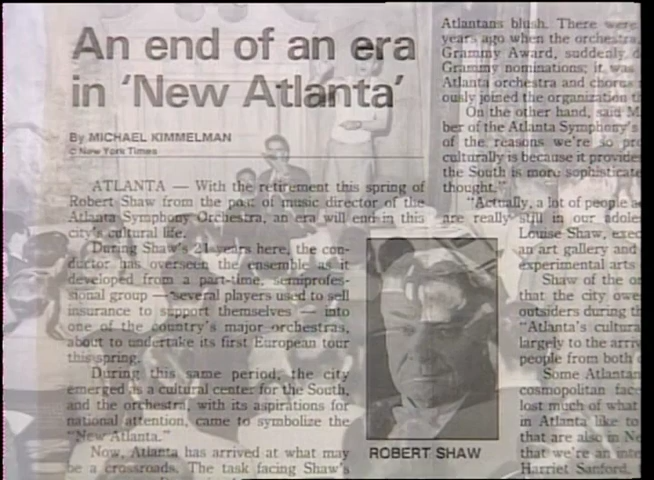 An end of an era
in 'New Atlanta'
By MICHAEL KIMMELMAN
© New York Times
ATLANTA — With the retirement this spring of
Robert Shaw from the post of music director of the
Atlanta Symphony Orchestra, an era will end in this
city's cultural life.
During Shaw's 21 years here, the con-
ductor has overseen the ensemble as it
developed from a part-time, semiprofes-
sional group — several players used to sell
insurance to support themselves — into
one of the country's major orchestras,
about to undertake its first European tour
this spring.
During this same period, the city
emerged as a cultural center for the South,
and the orchestra, with its aspirations for
national attention, came to symbolize the
"New Atlanta."
Now, Atlanta has arrived at what may
be a crossroads. The task facing Shaw's
ROBERT SHAW
Atlantans blush. There were
years ago when the orchestra
Grammy Award, suddenly
Grammy nominations; it was
Atlanta orchestra and chorus
ously joined the organization
On the other hand, said M
ber of the Atlanta Symphony's
of the reasons we're so
culturally is because it provides
the South is more sophisticated
thought."
"Actually, a lot of people
are really still in our
Louise Shaw,
an art gallery and
experimental arts
Shaw of the
that the city
outsiders during
"Atlanta's
largely to the
people from both
Some Atlantan
cosmopolitan
lost much of what
in Atlanta like to
that are also in
that we're an
Harriet Sanford,